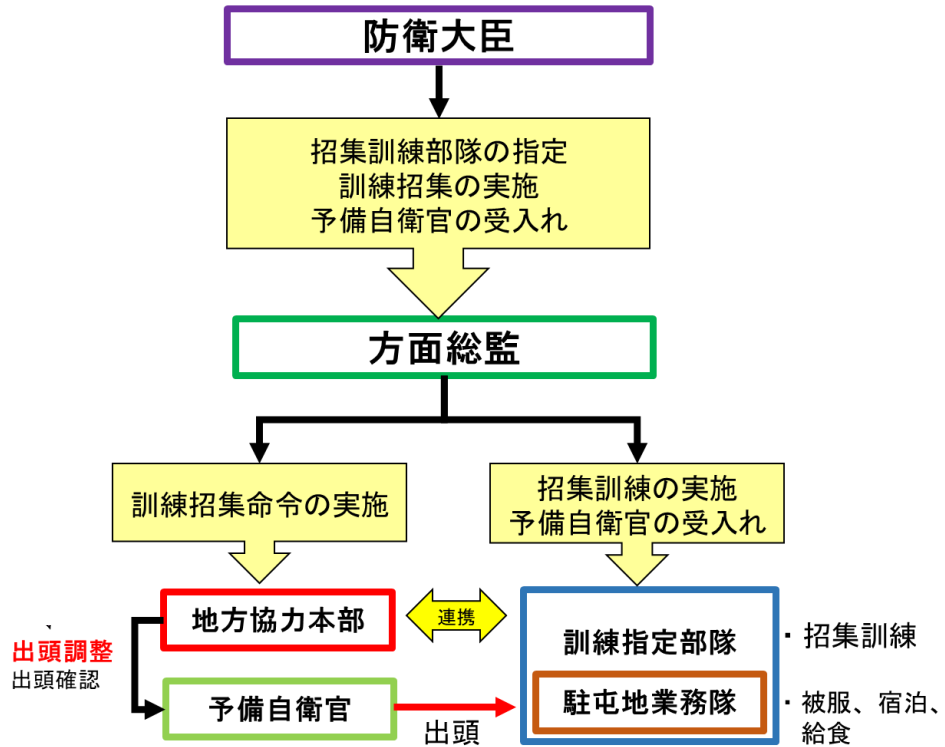 防衛大臣
招集訓練部隊の指定
訓練招集の実施
予備自衛官の受入れ
方面総監
訓練招集命令の実施
招集訓練の実施
予備自衛官の受入れ
地方協力本部
連携
訓練指定部隊
・招集訓練
、
出頭調整
出頭確認
予備自衛官
出頭
駐屯地業務隊
・被服、宿泊、
給食